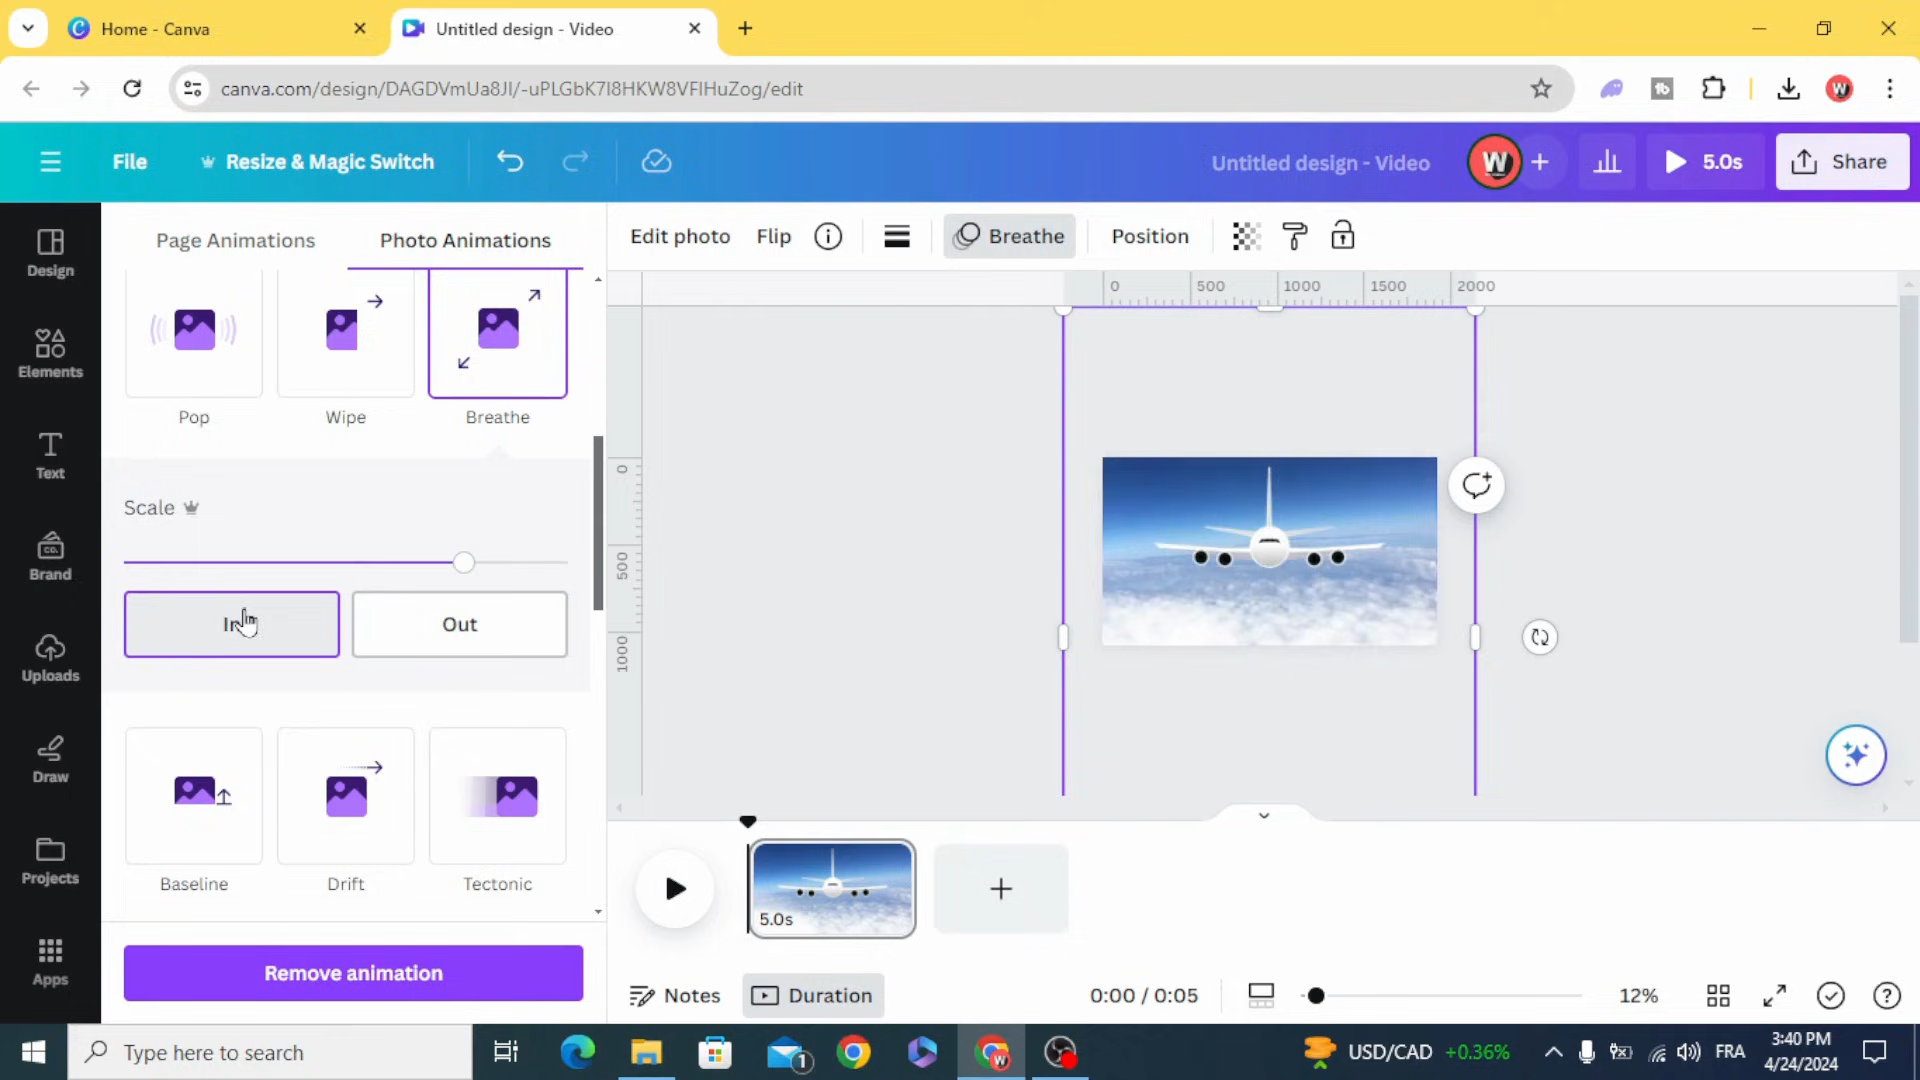 Home - Canva
Untitled design - Video
canva.com/design/DAGDVmUa8JI/-uPLGbK7I8HKW8VFIHuZog/edit
File
Resize & Magic Switch
Untitled design - Video
W
5.0s
Share
Design
Elements
Text
Brand
Uploads
Draw
Projects
Apps
Page Animations
Photo Animations
Pop
Wipe
Breathe
Scale
Out
Baseline
Drift
Tectonic
Remove animation
Edit photo
Flip
Breathe
Position
0 500 1000 1500 2000
0
500
1000
5.0s
Notes
Duration
0:00 / 0:05
12%
Type here to search
1
USD/CAD +0.36%
FRA
3:40 PM
4/24/2024